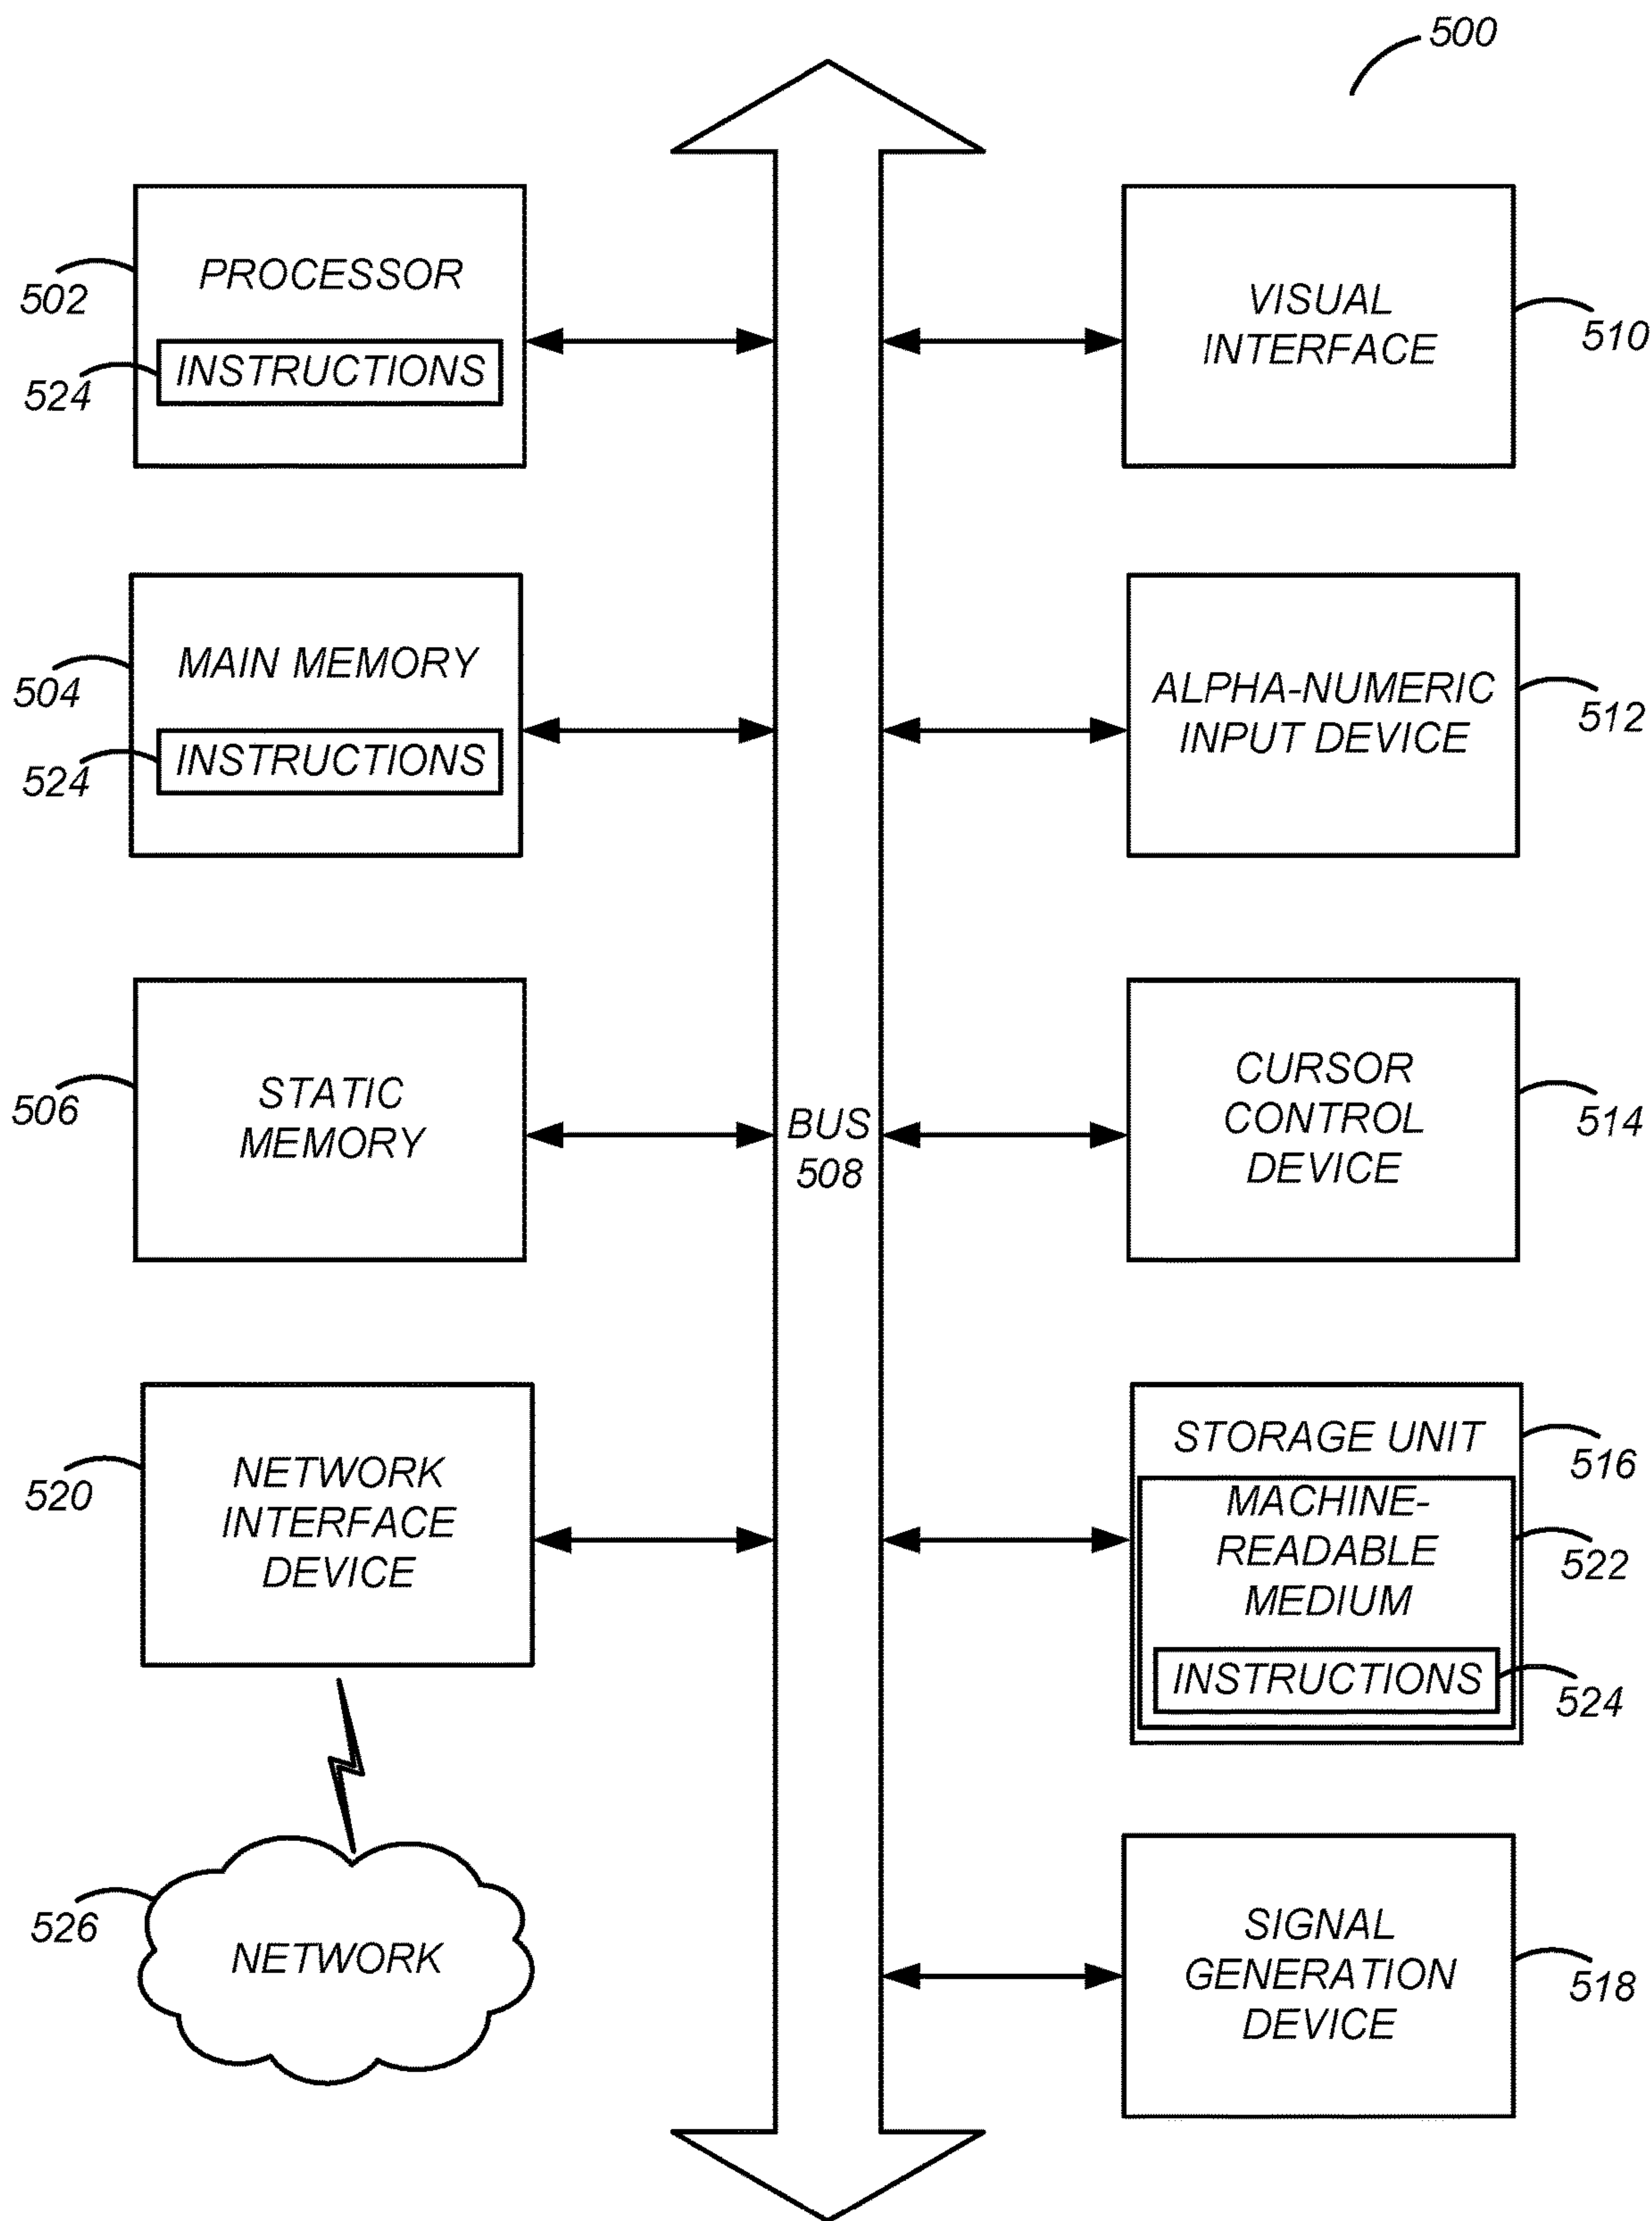 500
PROCESSOR
502
INSTRUCTIONS
524
VISUAL
INTERFACE
510
MAIN MEMORY
504
INSTRUCTIONS
524
ALPHA-NUMERIC
INPUT DEVICE
512
STATIC
MEMORY
506
BUS
508
CURSOR
CONTROL
DEVICE
514
NETWORK
INTERFACE
DEVICE
520
STORAGE UNIT
516
MACHINE-
READABLE
MEDIUM
522
INSTRUCTIONS
524
NETWORK
526
SIGNAL
GENERATION
DEVICE
518